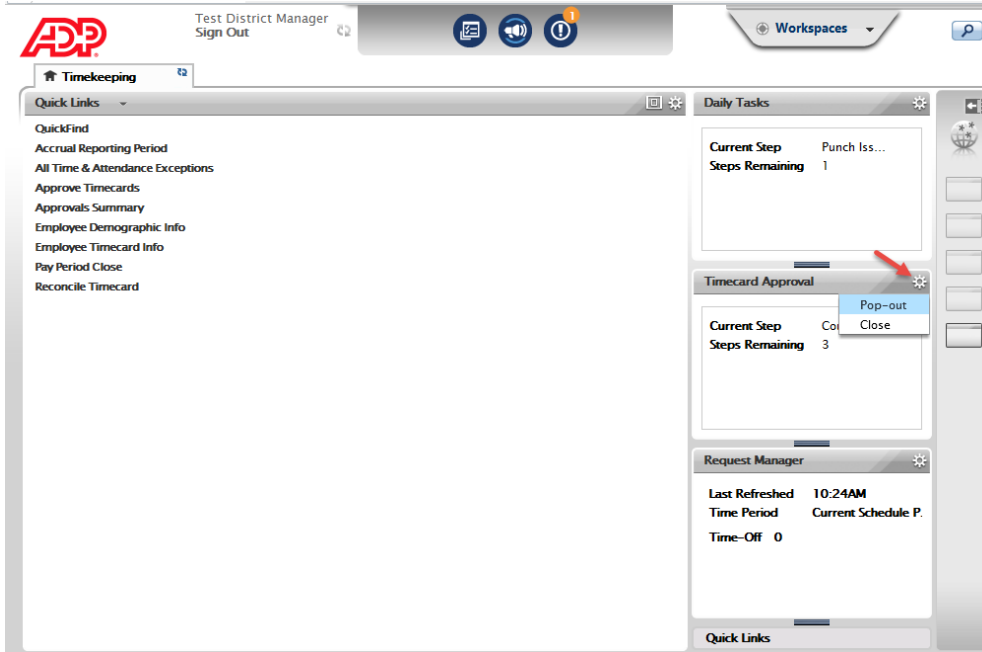 ADP
Test District Manager
Sign Out
1
Workspaces
Timekeeping
Quick Links
QuickFind
Accrual Reporting Period
All Time & Attendance Exceptions
Approve Timecards
Approvals Summary
Employee Demographic Info
Employee Timecard Info
Pay Period Close
Reconcile Timecard
Daily Tasks
Current Step Punch Iss...
Steps Remaining 1
Timecard Approval
Pop-out
Close
Current Step
Steps Remaining 3
Request Manager
Last Refreshed 10:24AM
Time Period Current Schedule P.
Time-Off 0
Quick Links